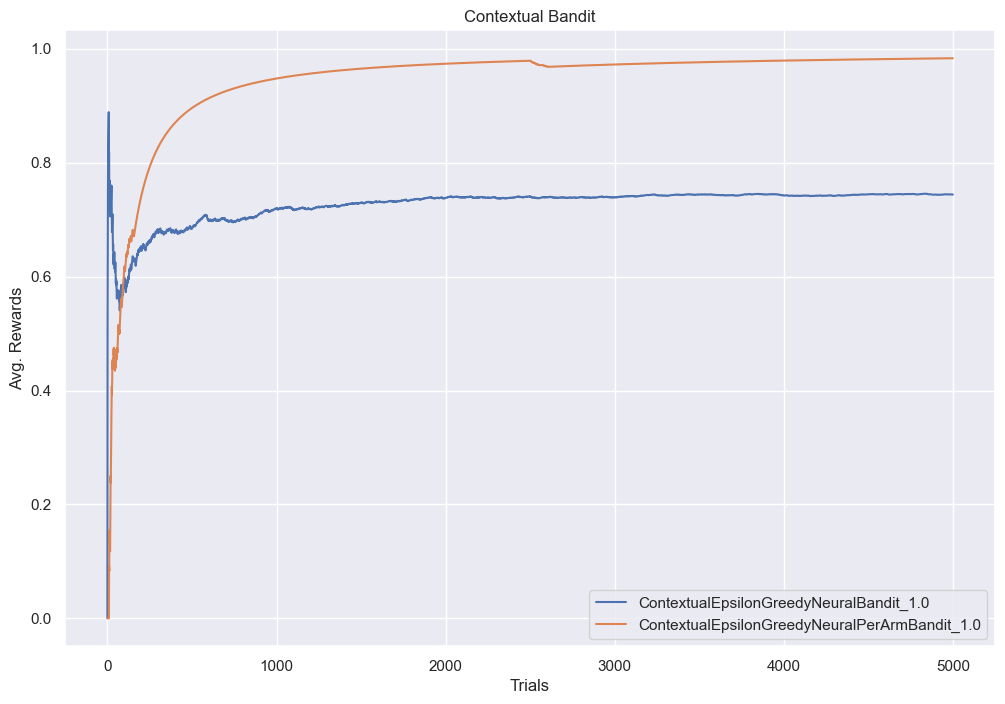 Contextual Bandit
Avg. Rewards
1.0
0.8
0.6
0.4
0.2
0.0
0 1000 2000 3000 4000 5000
Trials
ContextualEpsilonGreedyNeuralBandit_1.0
ContextualEpsilonGreedyNeuralPerArmBandit_1.0